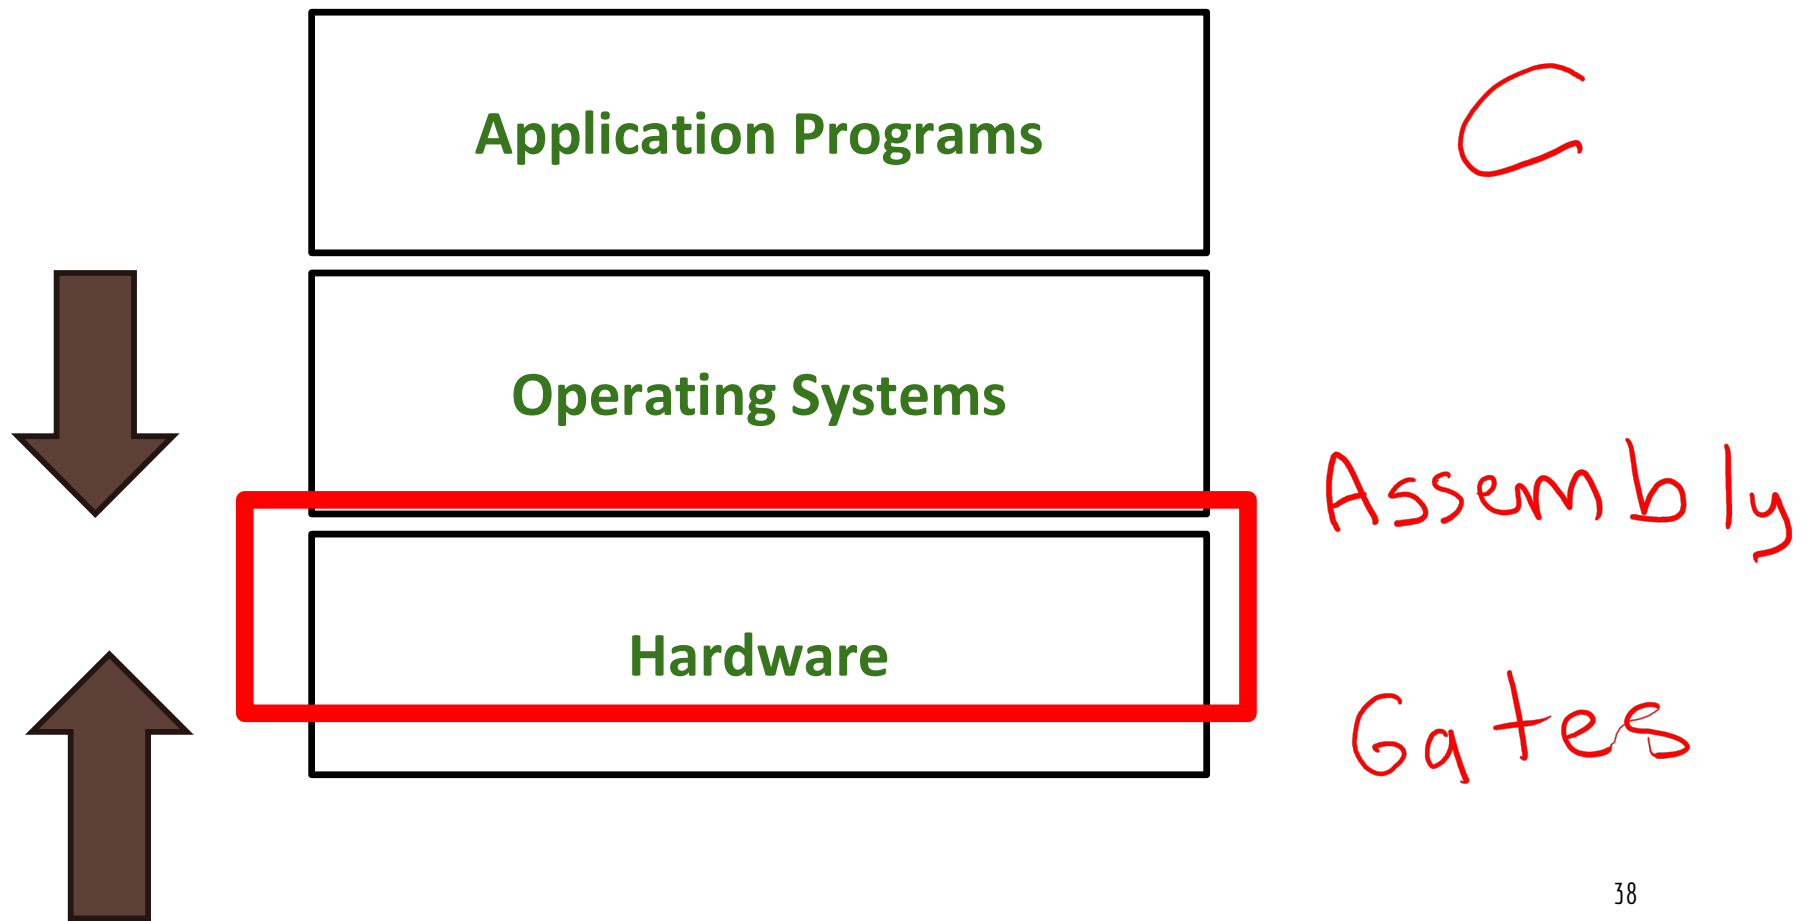 Application Programs
C
Operating Systems
Assembly
Hardware
Gates
38